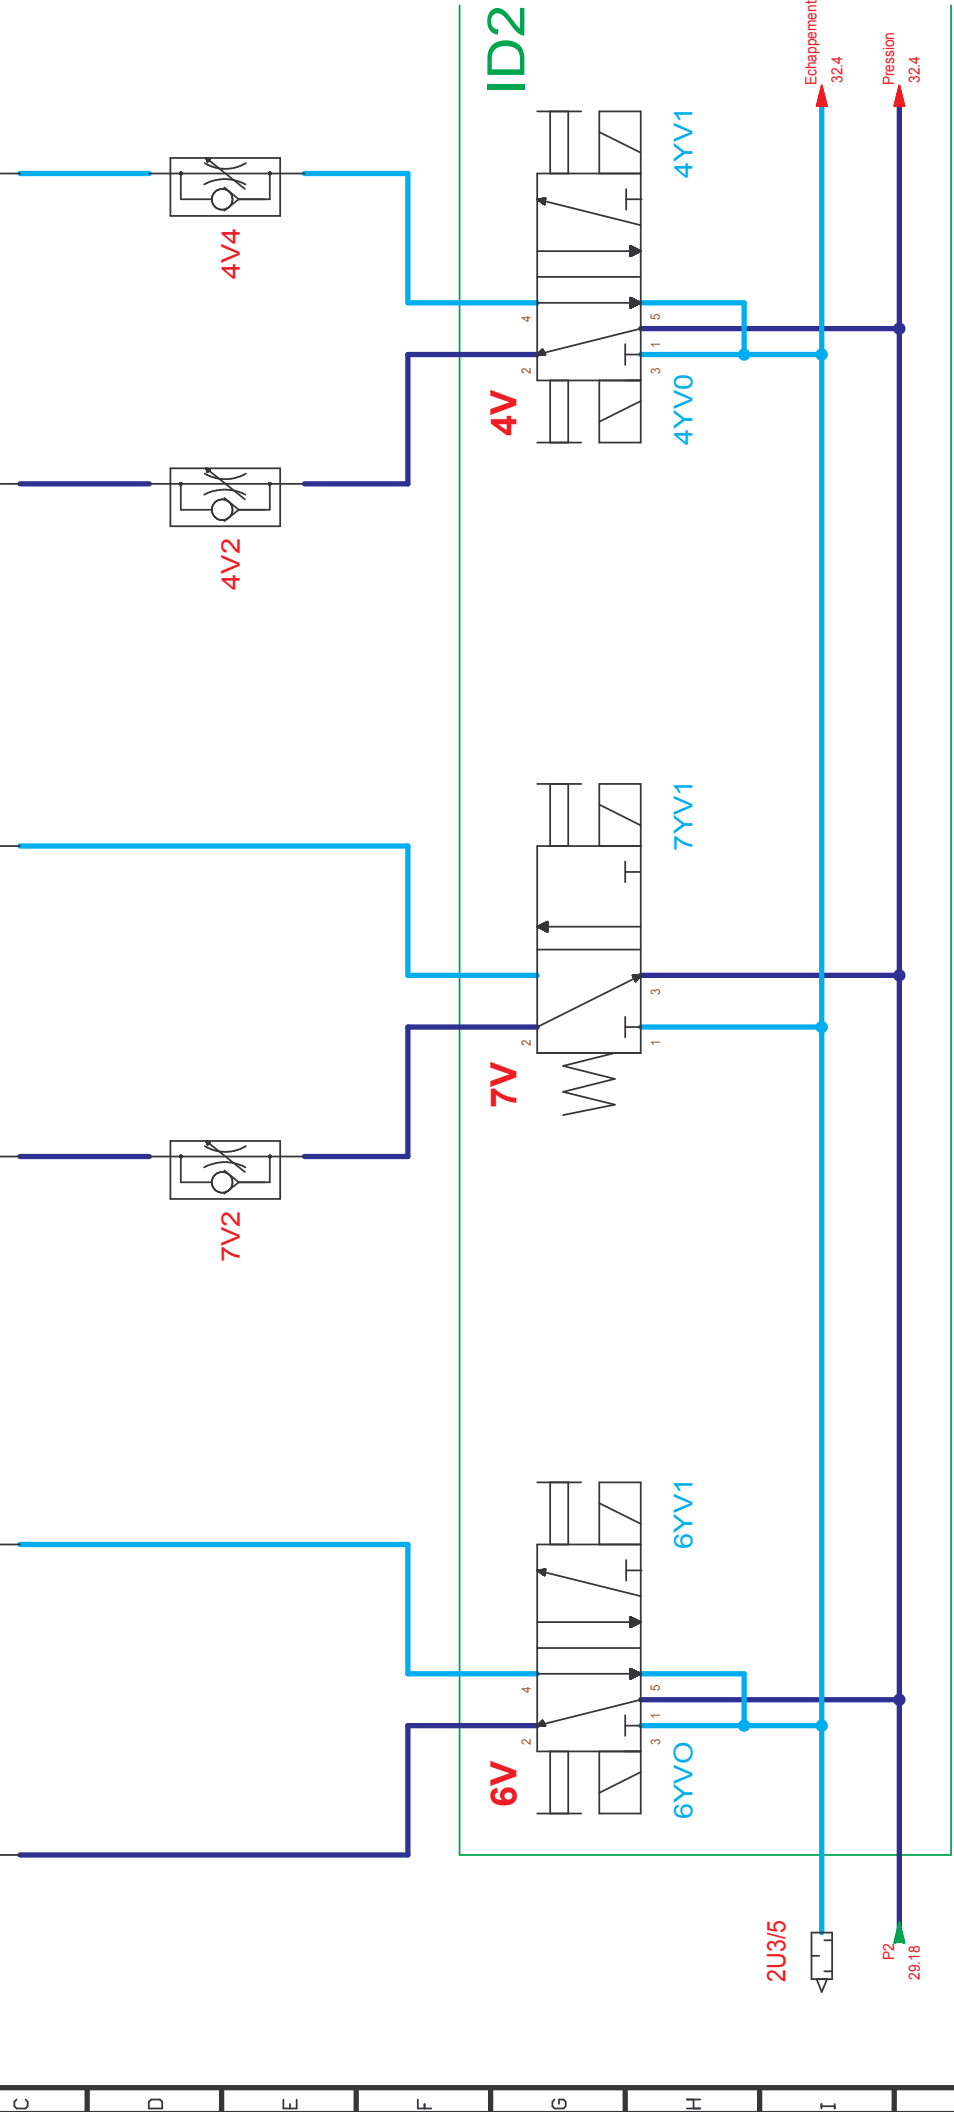 ID2
Echappement
32.4
Pression
32.4
4V4
4YV1
4
5
1
2
3
4V
4YV0
4V2
7YV1
3
2
1
7V
7V2
6YV1
4
5
1
2
3
6V
6YVO
2U3/5
P2
29.18
C
D
E
F
G
H
I